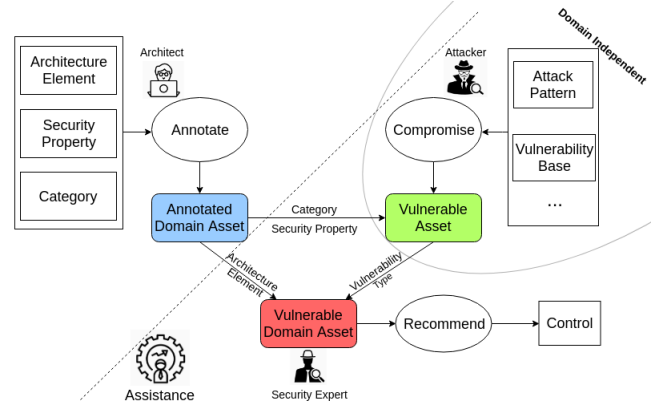 Domain Independent
Architect
Attacker
Architecture
Element
Security
Property
Category
Annotate
Compromise
Attack
Pattern
Vulnerability
Base
...
Annotated
Domain Asset
Category
Security Property
Vulnerable
Asset
Architecture
Element
Vulnerability
Type
Vulnerable
Domain Asset
Recommend
Control
Security Expert
Assistance